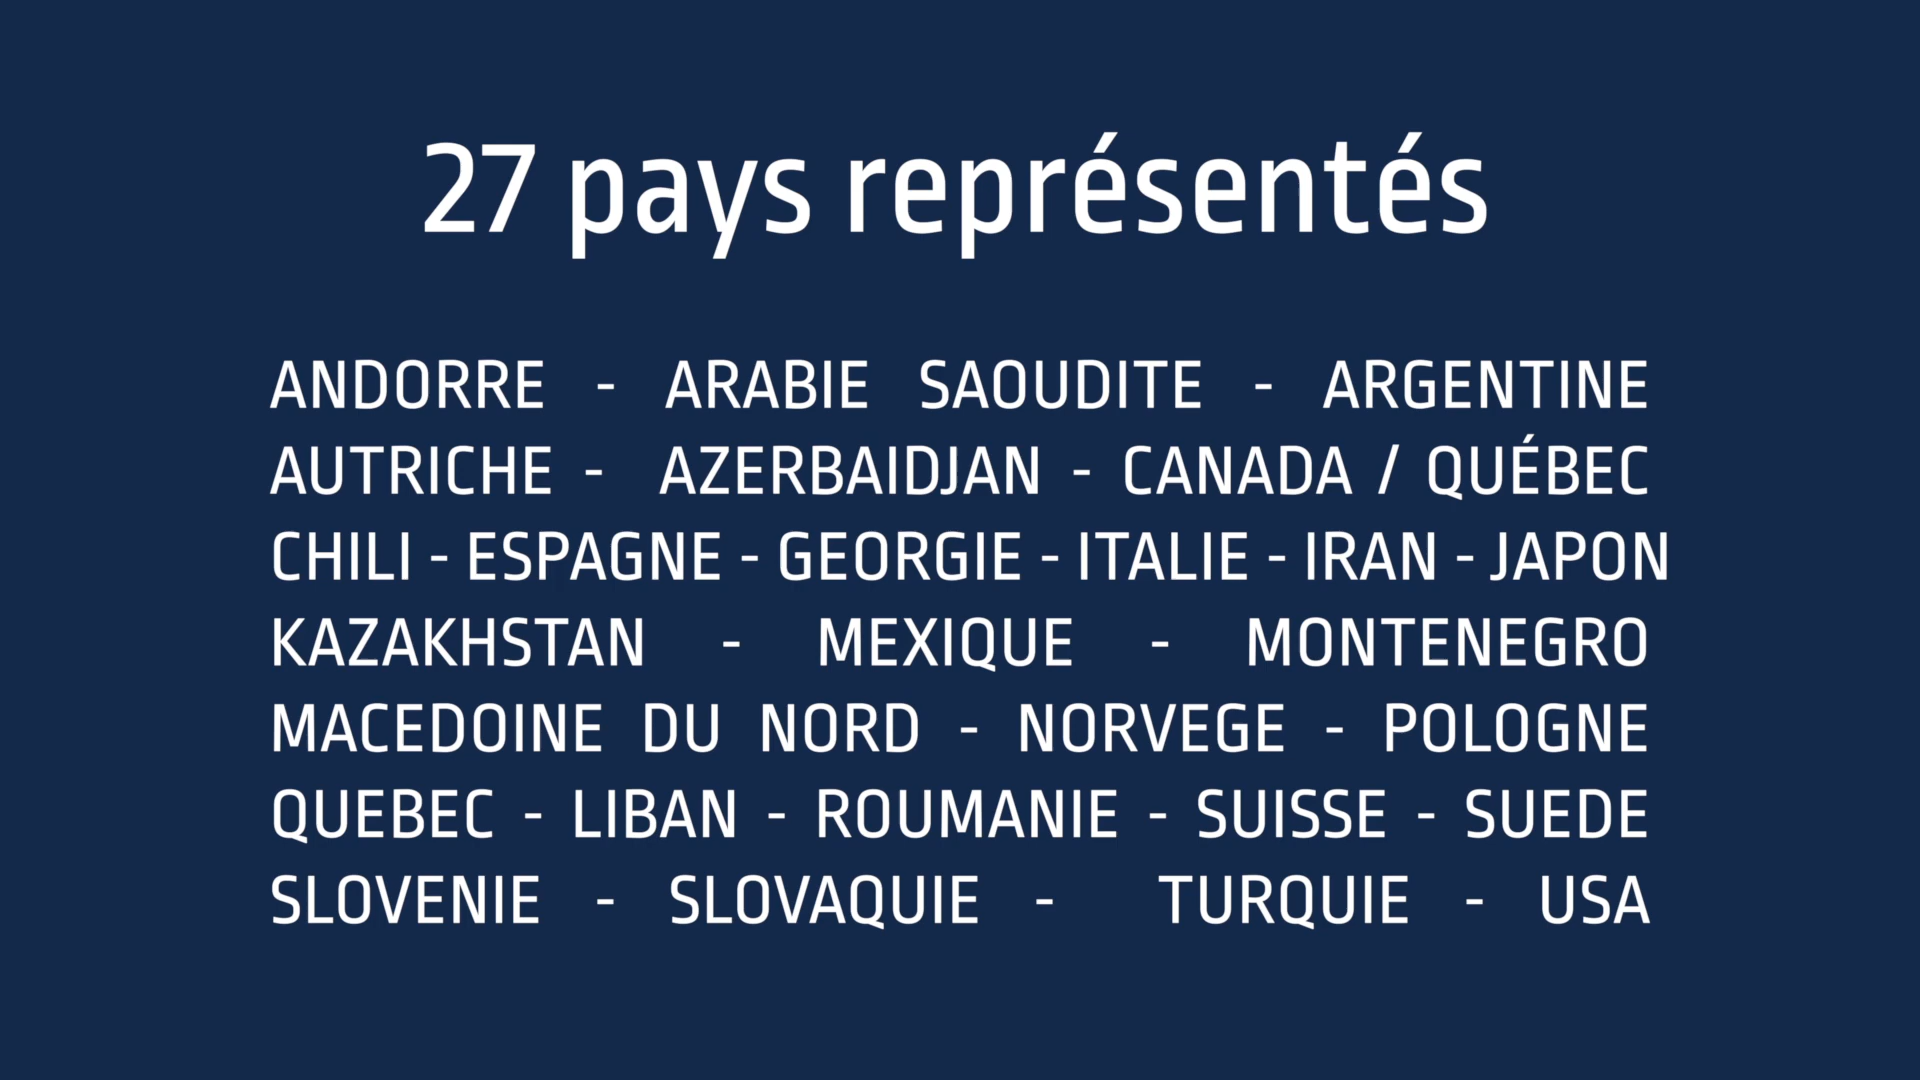 27 pays représentés
ANDORRE - ARABIE SAOUDITE - ARGENTINE
AUTRICHE - AZERBAIDJAN - CANADA / QUÉBEC
CHILI - ESPAGNE - GEORGIE - ITALIE - IRAN - JAPON
KAZAKHSTAN - MEXIQUE - MONTENEGRO
MACEDOINE DU NORD - NORVEGE - POLOGNE
QUEBEC - LIBAN - ROUMANIE - SUISSE - SUEDE
SLOVENIE - SLOVAQUIE - TURQUIE - USA